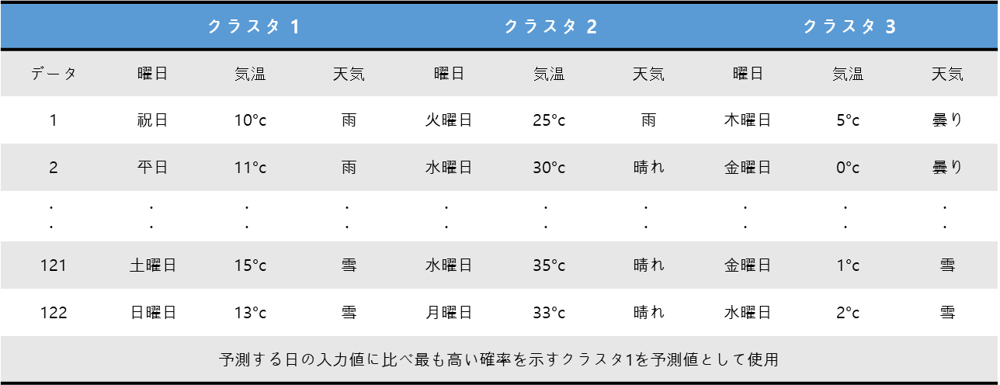 クラスタ 1 クラスタ 2 クラスタ 3
データ 曜日 気温 天気 曜日 気温 天気 曜日 気温 天気
1 祝日 10°c 雨 火曜日 25°c 雨 木曜日 5°c 曇り
2 平日 11°c 雨 水曜日 30°c 晴れ 金曜日 0°c 曇り
. . . . . . . . . .
. . . . . . . . . .
121 土曜日 15°c 雪 水曜日 35°c 晴れ 金曜日 1°c 雪
122 日曜日 13°c 雪 月曜日 33°c 晴れ 水曜日 2°c 雪
予測する日の入力値に比べ最も高い確率を示すクラスタ1を予測値として使用